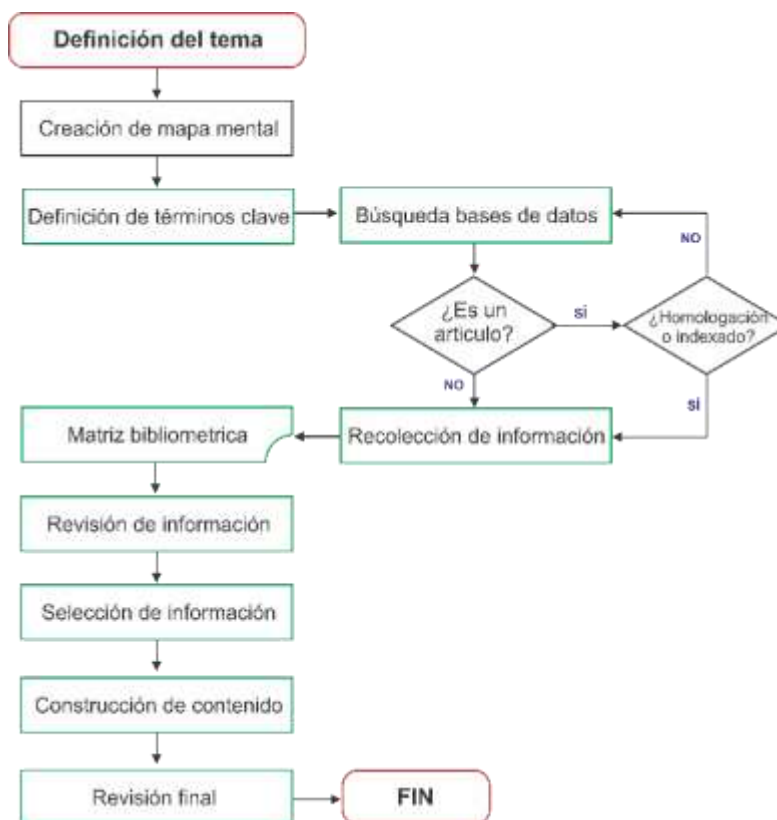 Definición del tema
Creación de mapa mental
Definición de términos clave
Búsqueda bases de datos
NO
¿Es un
articulo?
SÍ
¿Homologación
o indexado?
NO
SÍ
Matriz bibliometrica
Recolección de información
Revisión de información
Selección de información
Construcción de contenido
Revisión final
FIN